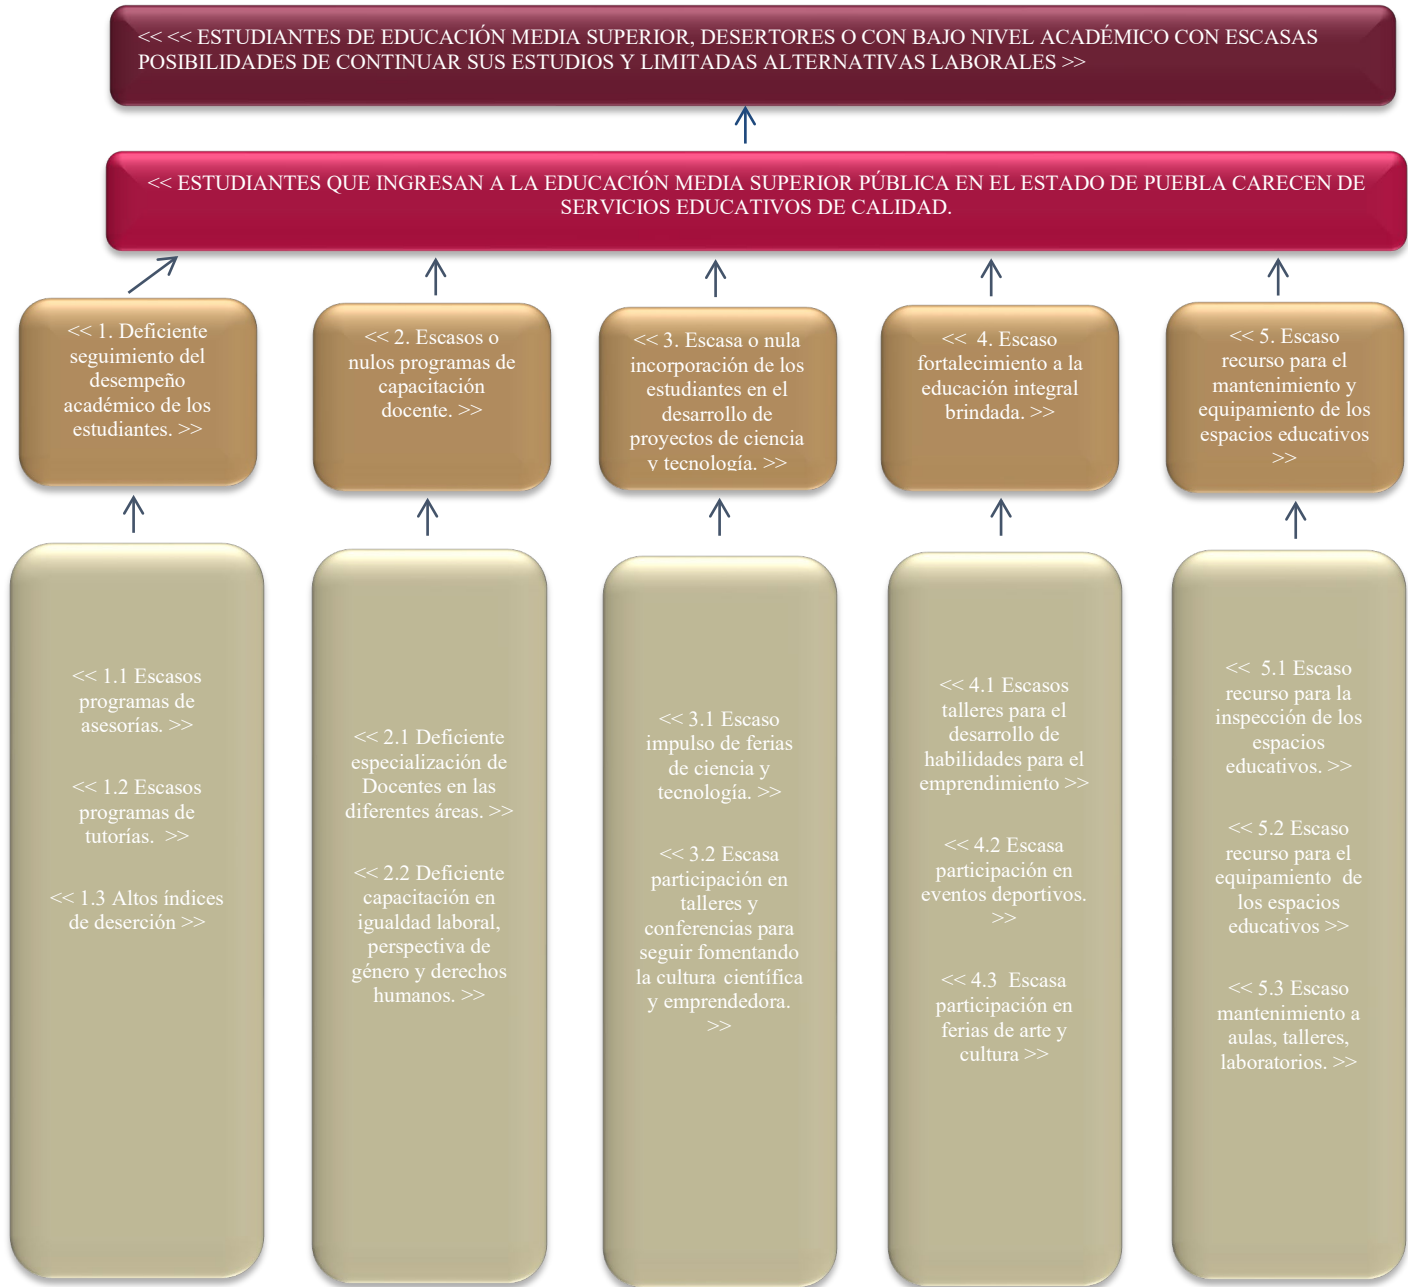 << << ESTUDIANTES DE EDUCACIÓN MEDIA SUPERIOR, DESERTORES O CON BAJO NIVEL ACADÉMICO CON ESCASAS
POSIBILIDADES DE CONTINUAR SUS ESTUDIOS Y LIMITADAS ALTERNATIVAS LABORALES >>
<< ESTUDIANTES QUE INGRESAN A LA EDUCACIÓN MEDIA SUPERIOR PÚBLICA EN EL ESTADO DE PUEBLA CARECEN DE
SERVICIOS EDUCATIVOS DE CALIDAD.
<< 1. Deficiente
seguimiento del
desempeño
académico de los
estudiantes. >>
<< 2. Escasos o
nulos programas de
capacitación
docente. >>
<< 3. Escasa o nula
incorporación de los
estudiantes en el
desarrollo de
proyectos de ciencia
y tecnología. >>
<< 4. Escaso
fortalecimiento a la
educación integral
brindada. >>
<< 5. Escaso
recurso para el
mantenimiento y
equipamiento de los
espacios educativos
>>
<< 1.1 Escasos
programas de
asesorías. >>
<< 1.2 Escasos
programas de
tutorías. >>
<< 1.3 Altos índices
de deserción >>
<< 2.1 Deficiente
especialización de
Docentes en las
diferentes áreas. >>
<< 2.2 Deficiente
capacitación en
igualdad laboral,
perspectiva de
género y derechos
humanos. >>
<< 3.1 Escaso
impulso de ferias
de ciencia y
tecnología. >>
<< 3.2 Escasa
participación en
talleres y
conferencias para
seguir fomentando
la cultura científica
y emprendedora.
>>
<< 4.1 Escasos
talleres para el
desarrollo de
habilidades para el
emprendimiento >>
<< 4.2 Escasa
participación en
eventos deportivos.
>>
<< 4.3 Escasa
participación en
ferias de arte y
cultura >>
<< 5.1 Escaso
recurso para la
inspección de los
espacios
educativos. >>
<< 5.2 Escaso
recurso para el
equipamiento de
los espacios
educativos >>
<< 5.3 Escaso
mantenimiento a
aulas, talleres,
laboratorios. >>